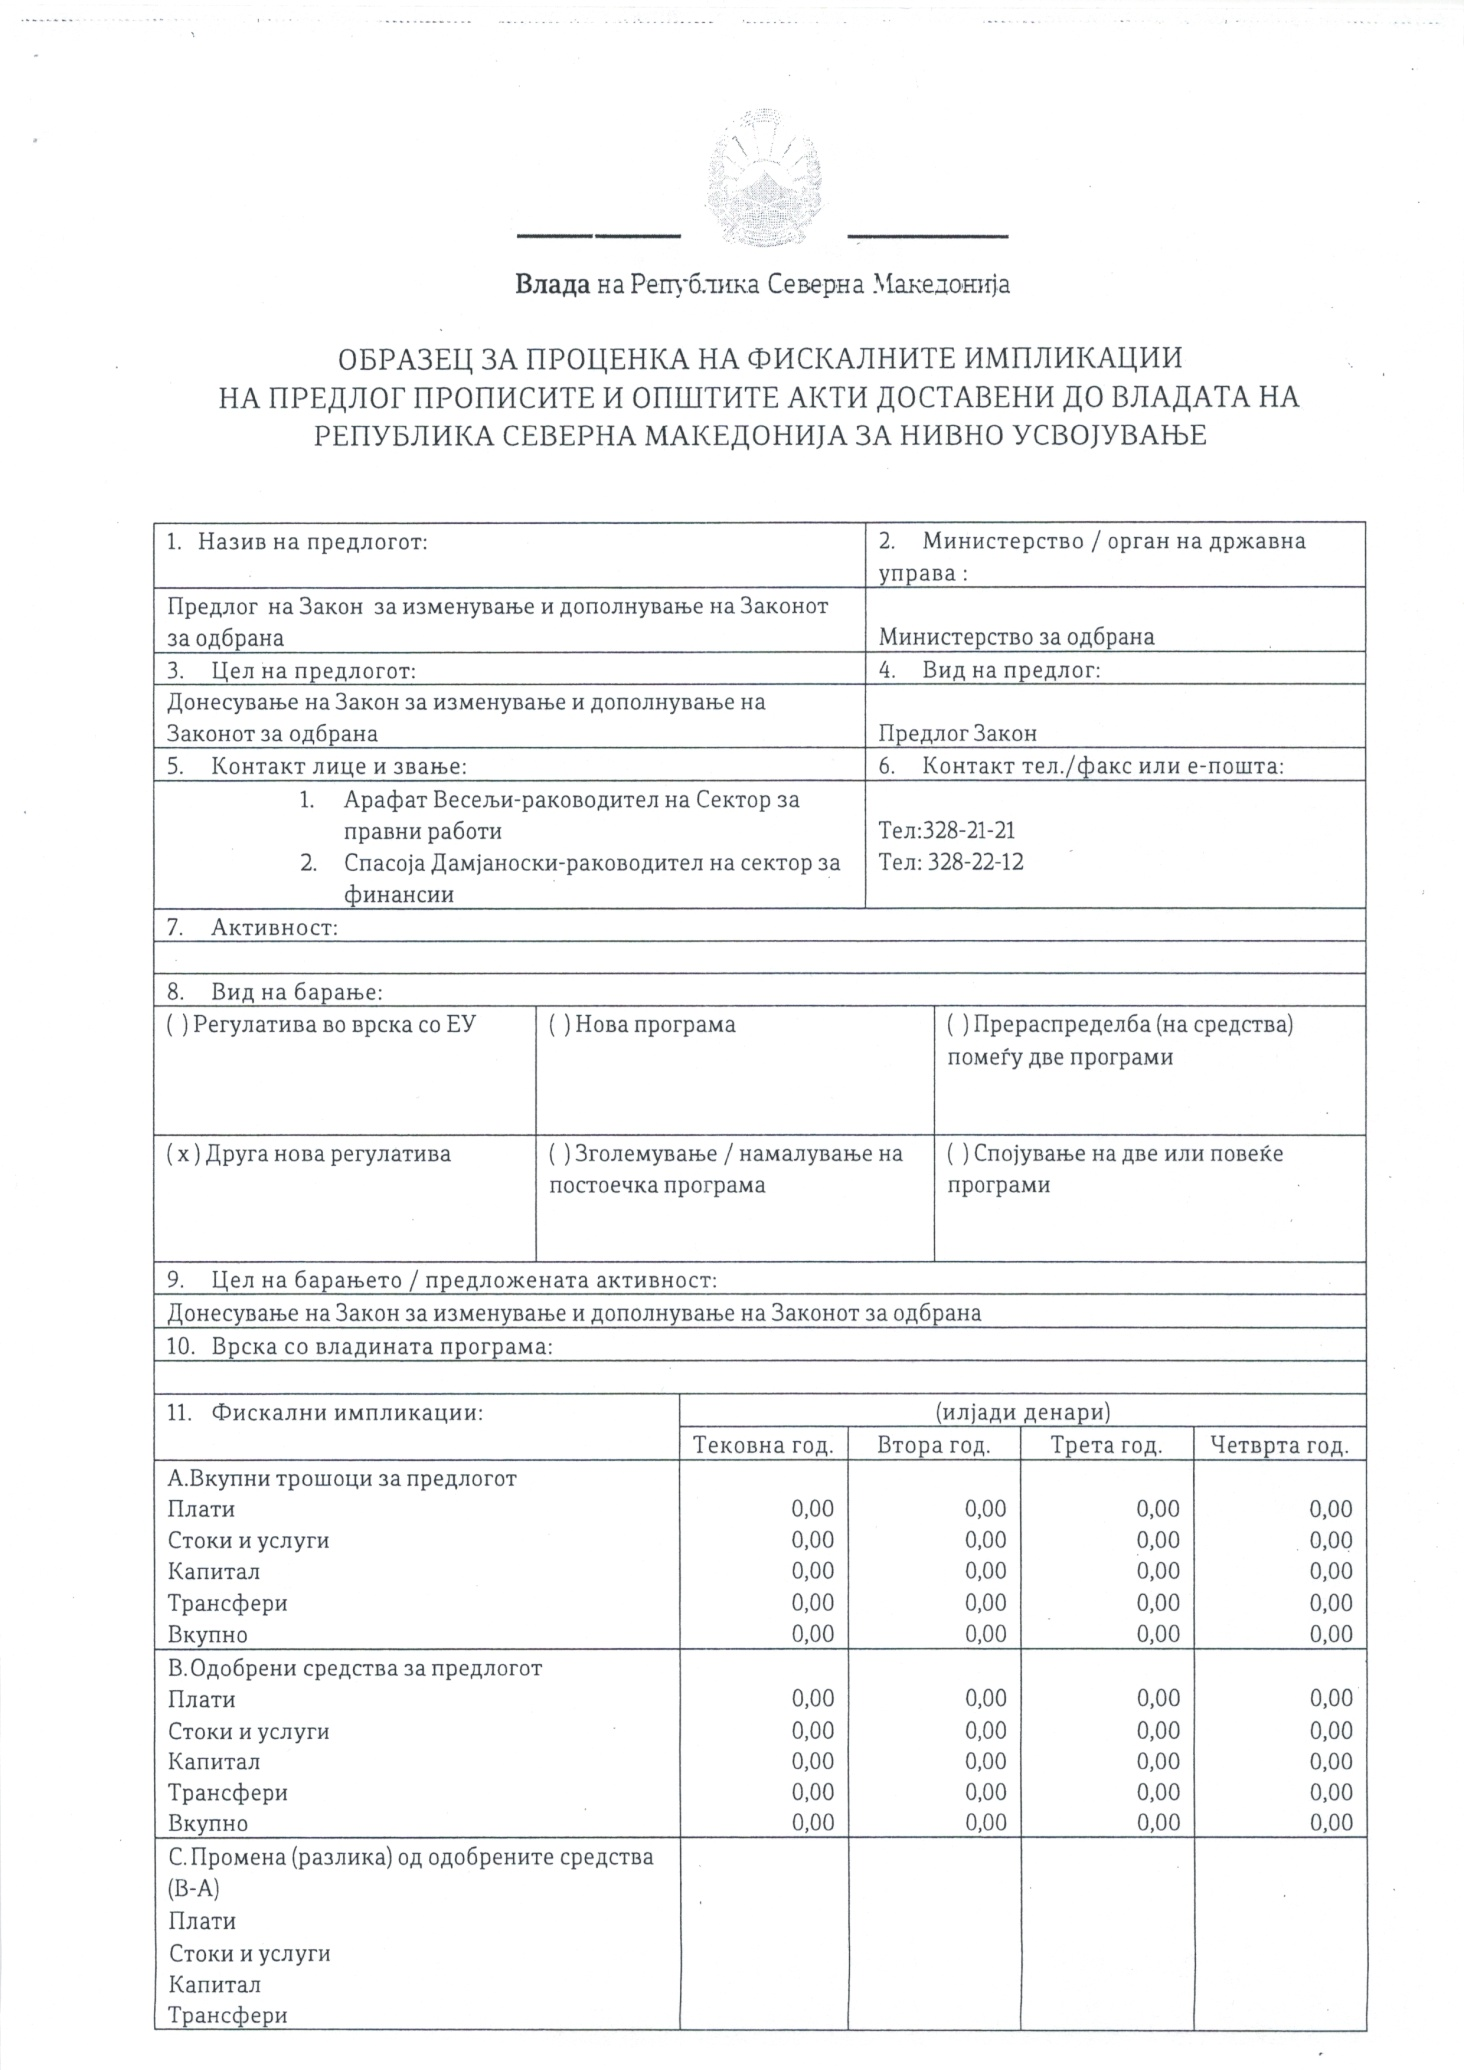 Влада на Република Северна Македонија
ОБРАЗЕЦ ЗА ПРОЦЕНКА НА ФИСКАЛНИТЕ ИМПЛИКАЦИИ
НА ПРЕДЛОГ ПРОПИСИТЕ И ОПШТИТЕ АКТИ ДОСТАВЕНИ ДО ВЛАДАТА НА
РЕПУБЛИКА СЕВЕРНА МАКЕДОНИЈА ЗА НИВНО УСВОЈУВАЊЕ
1. Назив на предлогот:
2. Министерство / орган на државна
управа :
Предлог на Закон за изменување и дополнување на Законот
за одбрана
Министерство за одбрана
3. Цел на предлогот:
4. Вид на предлог:
Донесување на Закон за изменување и дополнување на
Законот за одбрана
Предлог Закон
5. Контакт лице и звање:
6. Контакт тел./факс или е-пошта:
1. Арафат Весељи-раководител на Сектор за
правни работи
2. Спасоја Дамјаноски-раководител на сектор за
финансии
Тел:328-21-21
Тел: 328-22-12
7. Активност:
8. Вид на барање:
( ) Регулатива во врска со ЕУ
( ) Нова програма
( ) Прераспределба (на средства)
помеѓу две програми
( x ) Друга нова регулатива
( ) Зголемување / намалување на
постоечка програма
( ) Спојување на две или повеќе
програми
9. Цел на барањето / предложената активност:
Донесување на Закон за изменување и дополнување на Законот за одбрана
10. Врска со владината програма:
11. Фискални импликации:
(илјади денари)
Тековна год. Втора год. Трета год. Четврта год.
А.Вкупни трошоци за предлогот
Плати 0,00 0,00 0,00 0,00
Стоки и услуги 0,00 0,00 0,00 0,00
Капитал 0,00 0,00 0,00 0,00
Трансфери 0,00 0,00 0,00 0,00
Вкупно 0,00 0,00 0,00 0,00
В.Одобрени средства за предлогот
Плати 0,00 0,00 0,00 0,00
Стоки и услуги 0,00 0,00 0,00 0,00
Капитал 0,00 0,00 0,00 0,00
Трансфери 0,00 0,00 0,00 0,00
Вкупно 0,00 0,00 0,00 0,00
С.Промена (разлика) од одобрените средства
(В-А)
Плати
Стоки и услуги
Капитал
Трансфери